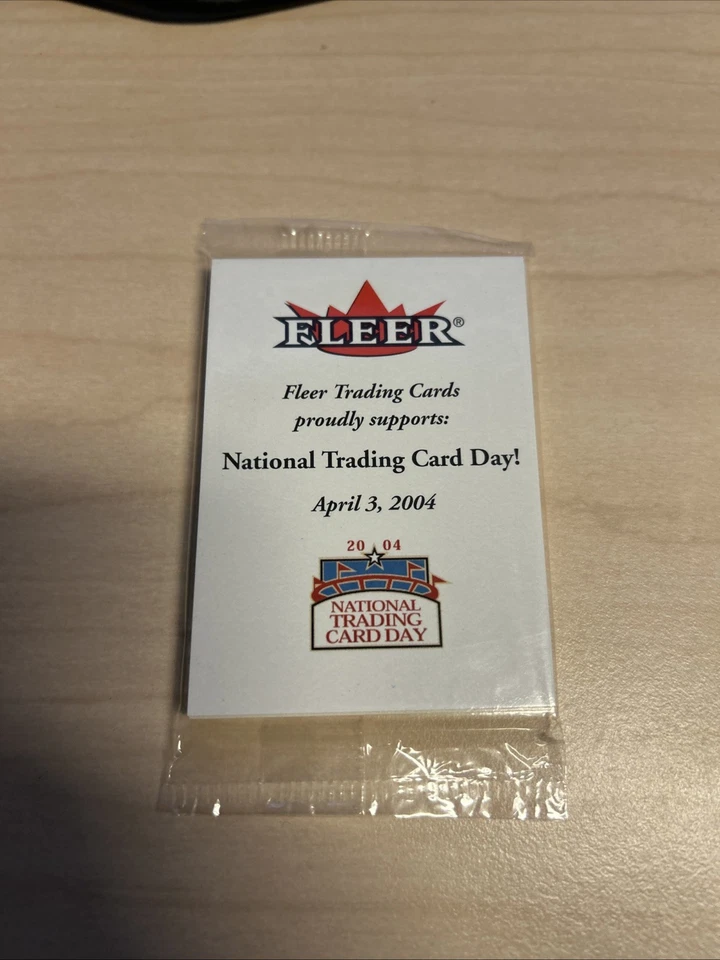 FLEER®
Fleer Trading Cards
proudly supports:
National Trading Card Day!
April 3, 2004
20 04
NATIONAL
TRADING
CARD DAY